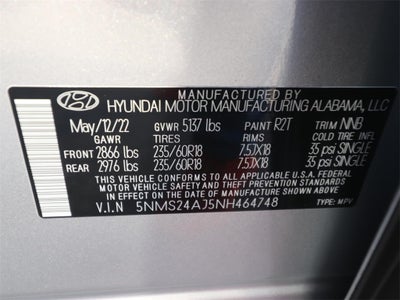 MANUFACTURED BY
HYUNDAI MOTOR MANUFACTURING ALABAMA, LLC
May/12/22 GVWR 5137 lbs PAINT R2T TRIM NNB
GAWR TIRES RIMS COLD TIRE INFL
FRONT 2866 lbs 235/60R18 7.5JX18 35 psi SINGLE
REAR 2976 lbs 235/60R18 7.5JX18 35 psi SINGLE
THIS VEHICLE CONFORMS TO ALL APPLICABLE U.S.A. FEDERAL
MOTOR VEHICLE SAFETY AND THEFT PREVENTION STANDARDS
IN EFFECT ON THE DATE OF MANUFACTURE SHOWN ABOVE.
V.I.N 5NMS24AJ5NH464748 TYPE: MPV